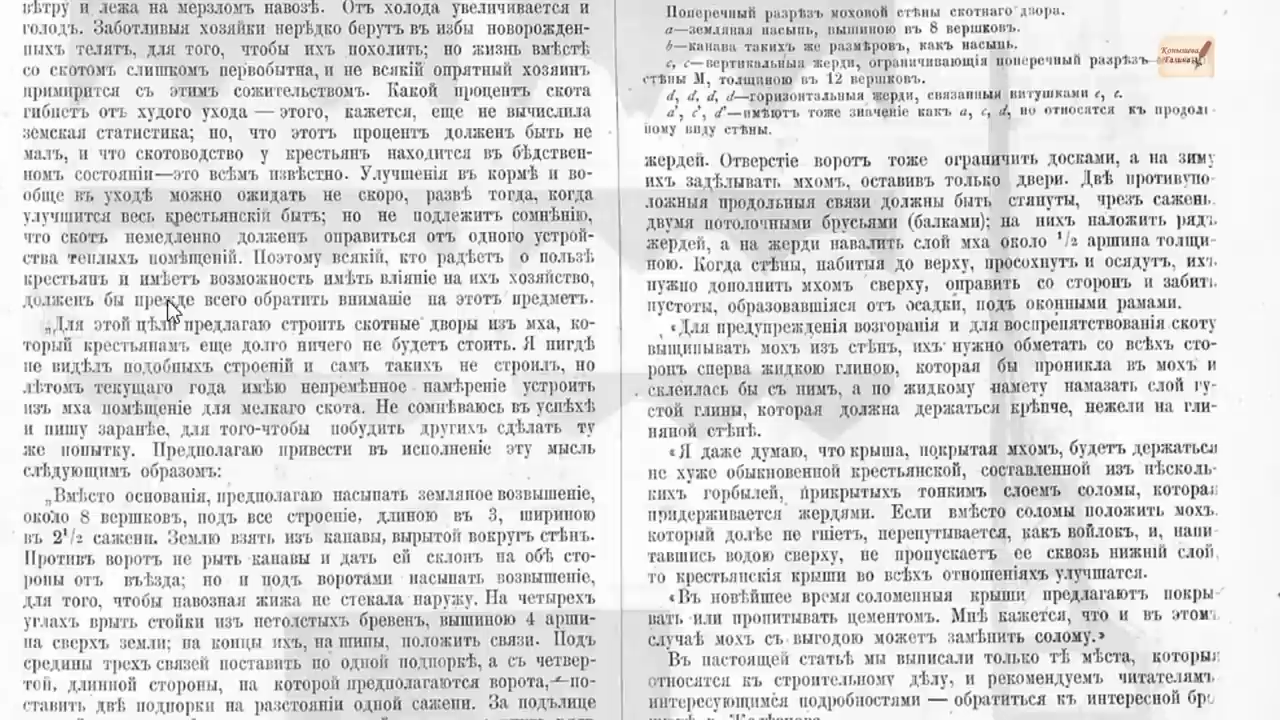 вѣтру и лежа на мерзломъ навозѣ. Отъ холода увеличивается и
голодъ. Заботливыя хозяйки нерѣдко берутъ въ избы новорожден-
ныхъ телятъ, для того, чтобы ихъ похолить; но жизнь вмѣстѣ
со скотомъ слишкомъ первобытна, и не всякій опрятный хозяинъ
примирится съ этимъ сожительствомъ. Какой процентъ скота
гибнетъ отъ худого ухода — этого, кажется, еще не вычислила
земская статистика; но, что этотъ процентъ долженъ быть не
малъ, и что скотоводство у крестьянъ находится въ бѣдствен-
номъ состояніи—это всѣмъ извѣстно. Улучшенія въ кормѣ и во-
обще въ уходѣ можно ожидать не скоро, развѣ тогда, когда
улучшится весь крестьянскій бытъ; но не подлежитъ сомнѣнію,
что скотъ немедленно долженъ оправиться отъ одного устрой-
ства теплыхъ помѣщеній. Поэтому всякій, кто радѣетъ о пользѣ
крестьянъ и имѣетъ возможность имѣть вліяніе на ихъ хозяйство,
долженъ бы прежде всего обратить вниманіе на этотъ предметъ.
„Для этой цѣли предлагаю строить скотные дворы изъ мха, ко-
торый крестьянамъ еще долго ничего не будетъ стоить. Я нигдѣ
не видѣлъ подобныхъ строеній и самъ такихъ не строилъ, но
лѣтомъ текущаго года имѣю непремѣнное намѣреніе устроить
изъ мха помѣщеніе для мелкаго скота. Не сомнѣваюсь въ успѣхѣ
и пишу заранѣе, для того-чтобы побудить другихъ сдѣлать ту
же попытку. Предполагаю привести въ исполненіе эту мысль
слѣдующимъ образомъ:
„Вмѣсто основанія, предполагаю насыпать земляное возвышеніе,
около 8 вершковъ, подъ все строеніе, длиною въ 3, шириною
въ 2¹/₂ сажени. Землю взять изъ канавы, вырытой вокругъ стѣнъ.
Противъ воротъ не рыть канавы и дать ей склонъ на обѣ сто-
роны отъ въѣзда; но и подъ воротами насыпать возвышеніе,
для того, чтобы навозная жижа не стекала наружу. На четырехъ
углахъ врыть стойки изъ нетолстыхъ бревенъ, вышиною 4 арши-
на сверхъ земли; на концы ихъ, на шипы, положить связи. Подъ
средины трехъ связей поставить по одной подпоркѣ, а съ четвер-
той, длинной стороны, на которой предполагаются ворота,—по-
ставить двѣ подпорки на разстояніи одной сажени. За подълице
Поперечный разрѣзъ моховой стѣны скотнаго двора.
a—земляная насыпь, вышиною въ 8 вершковъ.
b—канава такихъ же размѣровъ, какъ насыпь.
c, c—вертикальныя жерди, ограничивающія поперечный разрѣзъ
стѣны M, толщиною въ 12 вершковъ.
d, d, d, d—горизонтальныя жерди, связанныя витушками e, e.
a', c', d'—имѣютъ тоже значеніе какъ a, c, d, но относятся къ продоль-
ному виду стѣны.
жердей. Отверстіе воротъ тоже ограничить досками, а на зиму
ихъ задѣлывать мхомъ, оставивъ только двери. Двѣ противупо-
ложныя продольныя связи должны быть стянуты, чрезъ сажень,
двумя потолочными брусьями (балками); на нихъ наложить рядъ
жердей, а на жерди навалить слой мха около ¹/₂ аршина толщи-
ною. Когда стѣны, набитыя до верху, просохнутъ и осядутъ, ихъ
нужно дополнить мхомъ сверху, оправить со сторонъ и забить
пустоты, образовавшіяся отъ осадки, подъ оконными рамами.
«Для предупрежденія возгоранія и для воспрепятствованія скоту
выщипывать мохъ изъ стѣнъ, ихъ нужно обметать со всѣхъ сто-
ронъ сперва жидкою глиною, которая бы проникла въ мохъ и
склеилась бы съ нимъ, а по жидкому намету намазать слой гу-
стой глины, которая должна держаться крѣпче, нежели на гли-
няной стѣнѣ.
«Я даже думаю, что крыша, покрытая мхомъ, будетъ держаться
не хуже обыкновенной крестьянской, составленной изъ нѣсколь-
кихъ горбылей, прикрытыхъ тонкимъ слоемъ соломы, которая
придерживается жердями. Если вмѣсто соломы положить мохъ,
который долѣе не гніетъ, перепутывается, какъ войлокъ, и, напи-
тавшись водою сверху, не пропускаетъ ее сквозь нижній слой,
то крестьянскія крыши во всѣхъ отношеніяхъ улучшатся.
«Въ новѣйшее время соломенныя крыши предлагаютъ покры-
вать или пропитывать цементомъ. Мнѣ кажется, что и въ этомъ
случаѣ мохъ съ выгодою можетъ замѣнить солому.»
Въ настоящей статьѣ мы выписали только тѣ мѣста, которыя
относятся къ строительному дѣлу, и рекомендуемъ читателямъ,
интересующимся подробностями — обратиться къ интересной бро
Копышева
Галина